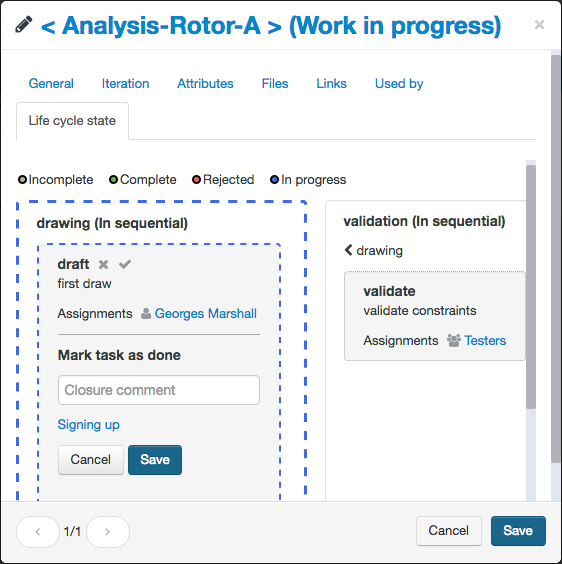 < Analysis-Rotor-A > (Work in progress)
General Iteration Attributes Files Links Used by
Life cycle state
Incomplete Complete Rejected In progress
drawing (In sequential)
draft
first draw
Assignments Georges Marshall
Mark task as done
Closure comment
Signing up
Cancel Save
validation (In sequential)
drawing
validate
validate constraints
Assignments Testers
1/1
Cancel Save